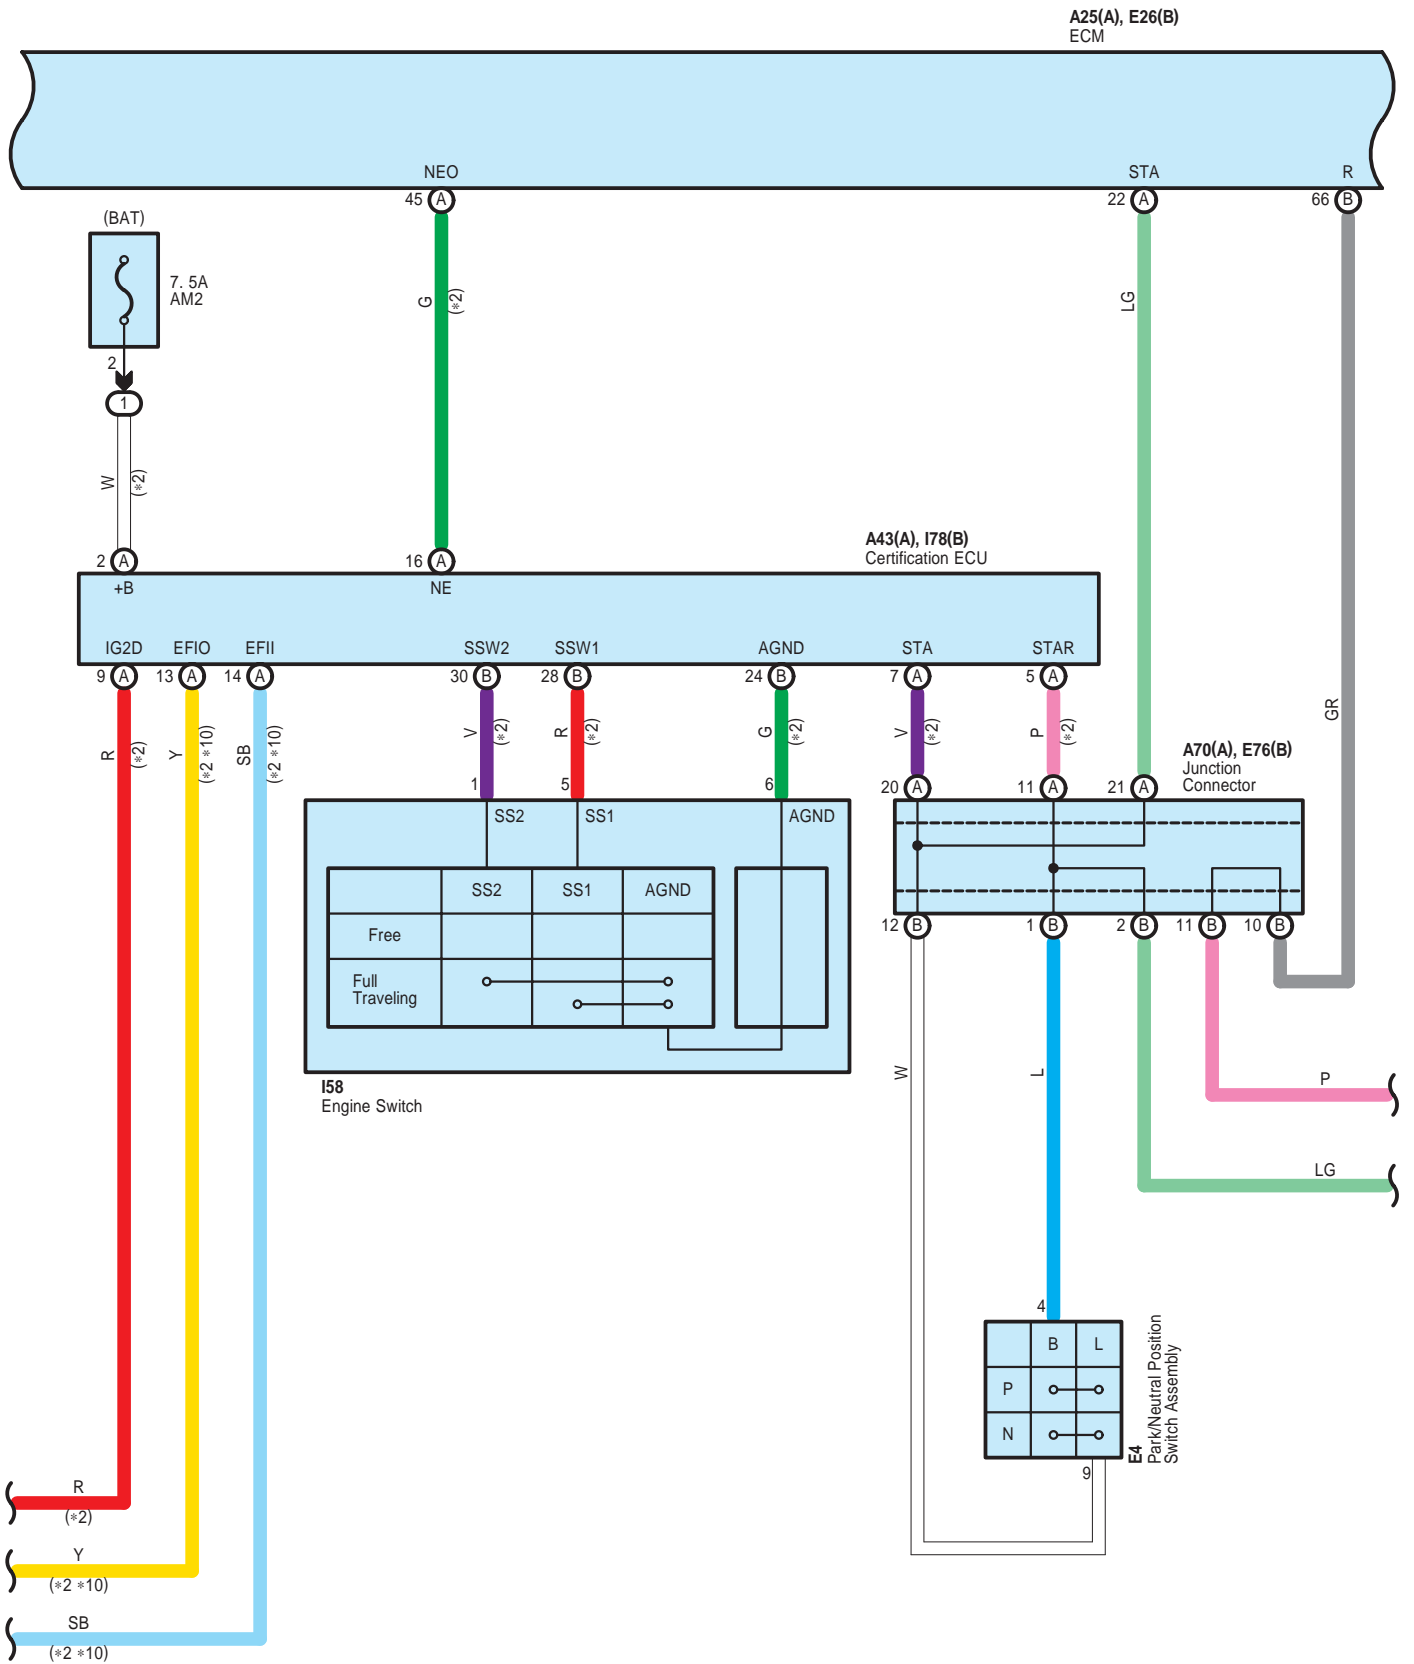 A25(A), E26(B)
ECM
NEO
STA
R
45 A
22 A
66 B
(BAT)
7. 5A
AM2
G
(*2)
LG
2
1
W
(*2)
A43(A), I78(B)
Certification ECU
2 A
16 A
+B
NE
IG2D
EFIO
EFII
SSW2
SSW1
AGND
STA
STAR
9 A
13 A
14 A
30 B
28 B
24 B
7 A
5 A
R
(*2)
Y
(*2 *10)
SB
(*2 *10)
V
(*2)
R
(*2)
G
(*2)
V
(*2)
P
(*2)
GR
A70(A), E76(B)
Junction
Connector
1
5
6
20 A
11 A
21 A
SS2
SS1
AGND
SS2
SS1
AGND
Free
Full
Traveling
12 B
1 B
2 B
11 B
10 B
I58
Engine Switch
W
L
P
LG
4
B
L
P
N
9
E4
Park/Neutral Position
Switch Assembly
R
(*2)
Y
(*2 *10)
SB
(*2 *10)